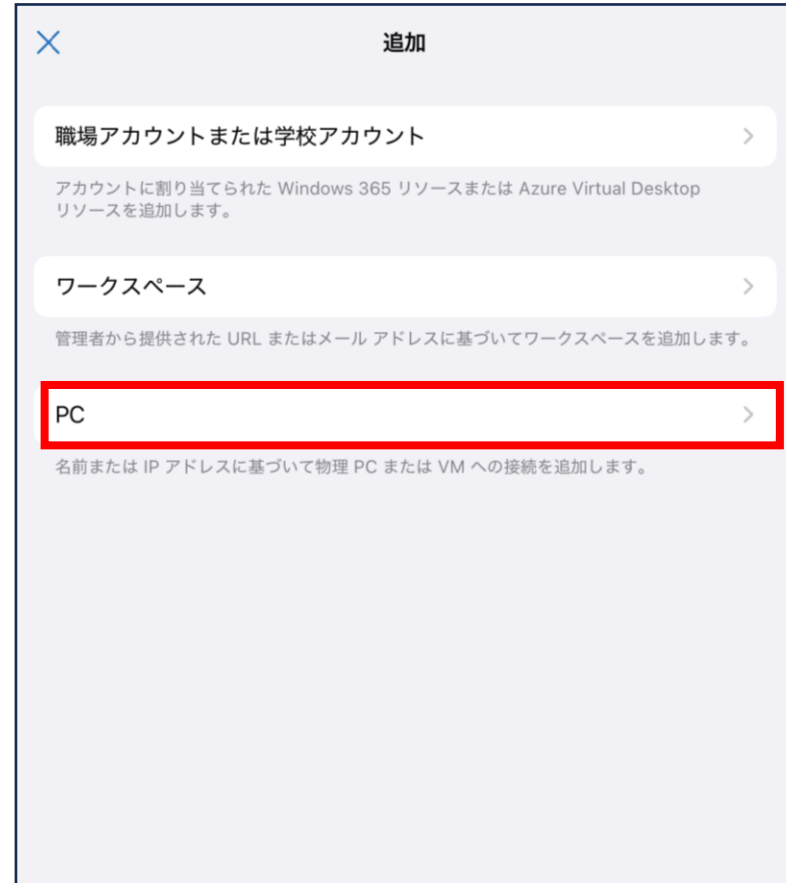 追加
職場アカウントまたは学校アカウント
アカウントに割り当てられた Windows 365 リソースまたは Azure Virtual Desktop
リソースを追加します。
ワークスペース
管理者から提供された URL またはメール アドレスに基づいてワークスペースを追加します。
PC
名前または IP アドレスに基づいて物理 PC または VM への接続を追加します。